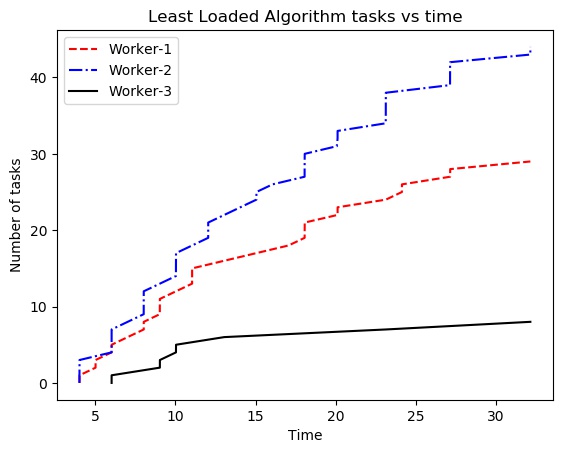 Least Loaded Algorithm tasks vs time
Worker-1
Worker-2
Worker-3
40
30
20
10
0
Number of tasks
5 10 15 20 25 30
Time